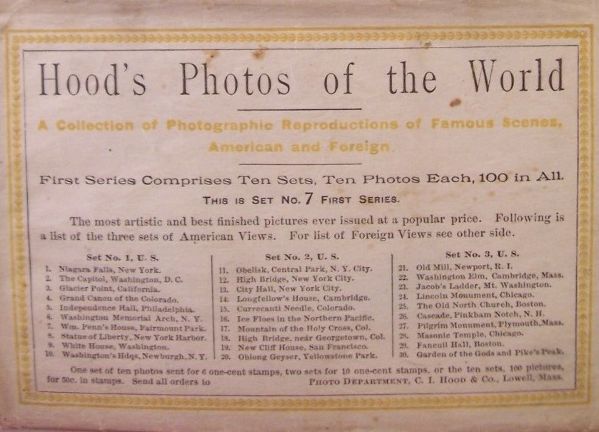 Hood's Photos of the World
A Collection of Photographic Reproductions of Famous Scenes,
American and Foreign.
First Series Comprises Ten Sets, Ten Photos Each, 100 in All.
This is Set No. 7 First Series.
The most artistic and best finished pictures ever issued at a popular price. Following is
a list of the three sets of American Views. For list of Foreign Views see other side.
Set No. 1, U. S.
1. Niagara Falls, New York.
2. The Capitol, Washington, D. C.
3. Glacier Point, California.
4. Grand Canon of the Colorado.
5. Independence Hall, Philadelphia.
6. Washington Memorial Arch, N. Y.
7. Wm. Penn's House, Fairmount Park.
8. Statue of Liberty, New York Harbor.
9. White House, Washington.
10. Washington's Hdqs, Newburgh, N. Y.
Set No. 2, U. S.
11. Obelisk, Central Park, N. Y. City.
12. High Bridge, New York City.
13. City Hall, New York City.
14. Longfellow's House, Cambridge.
15. Currecanti Needle, Colorado.
16. Ice Floes in the Northern Pacific.
17. Mountain of the Holy Cross, Col.
18. High Bridge, near Georgetown, Col.
19. New Cliff House, San Francisco.
20. Oblong Geyser, Yellowstone Park.
Set No. 3, U. S.
21. Old Mill, Newport, R. I.
22. Washington Elm, Cambridge, Mass.
23. Jacob's Ladder, Mt. Washington.
24. Lincoln Monument, Chicago.
25. The Old North Church, Boston.
26. Cascade, Pinkham Notch, N. H.
27. Pilgrim Monument, Plymouth, Mass.
28. Masonic Temple, Chicago.
29. Faneuil Hall, Boston.
30. Garden of the Gods and Pike's Peak.
One set of ten photos sent for 6 one-cent stamps, two sets for 10 one-cent stamps, or the ten sets, 100 pictures,
for 50c. in stamps. Send all orders to Photo Department, C. I. Hood & Co., Lowell, Mass.